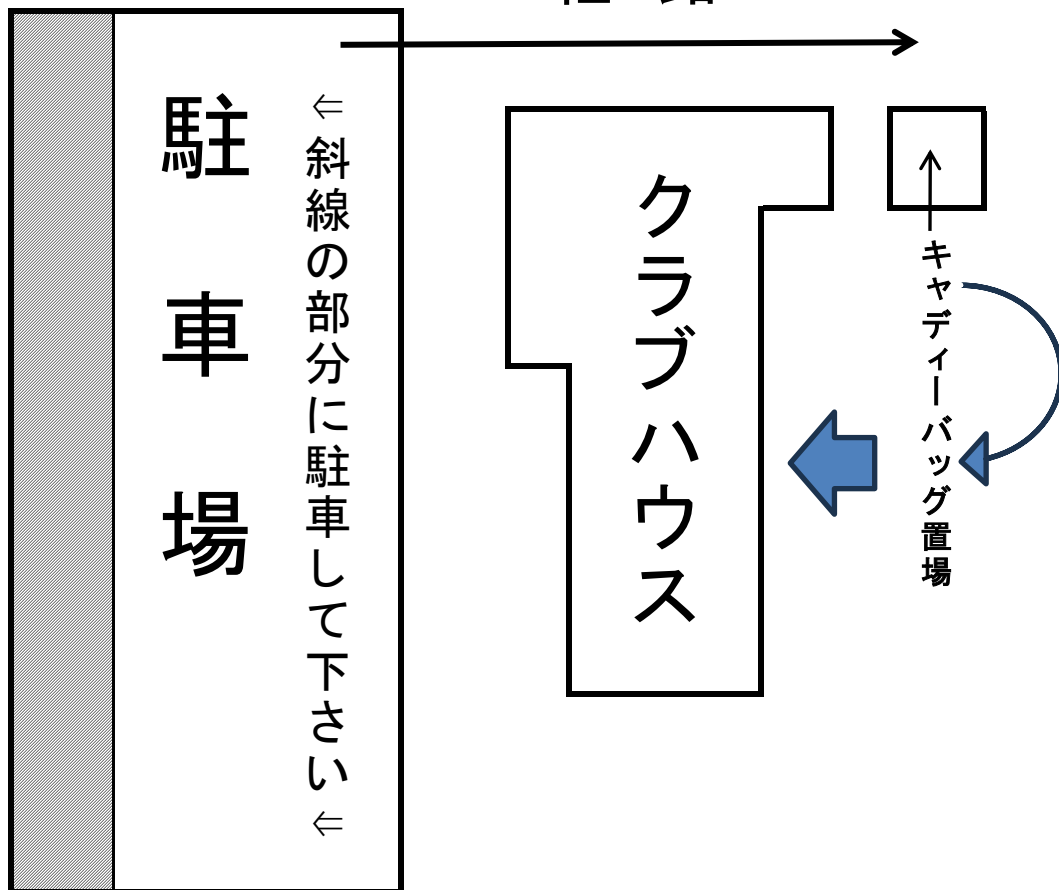 駐車場
⇐斜線の部分に駐車して下さい⇐
クラブハウス
キャディーバッグ置場